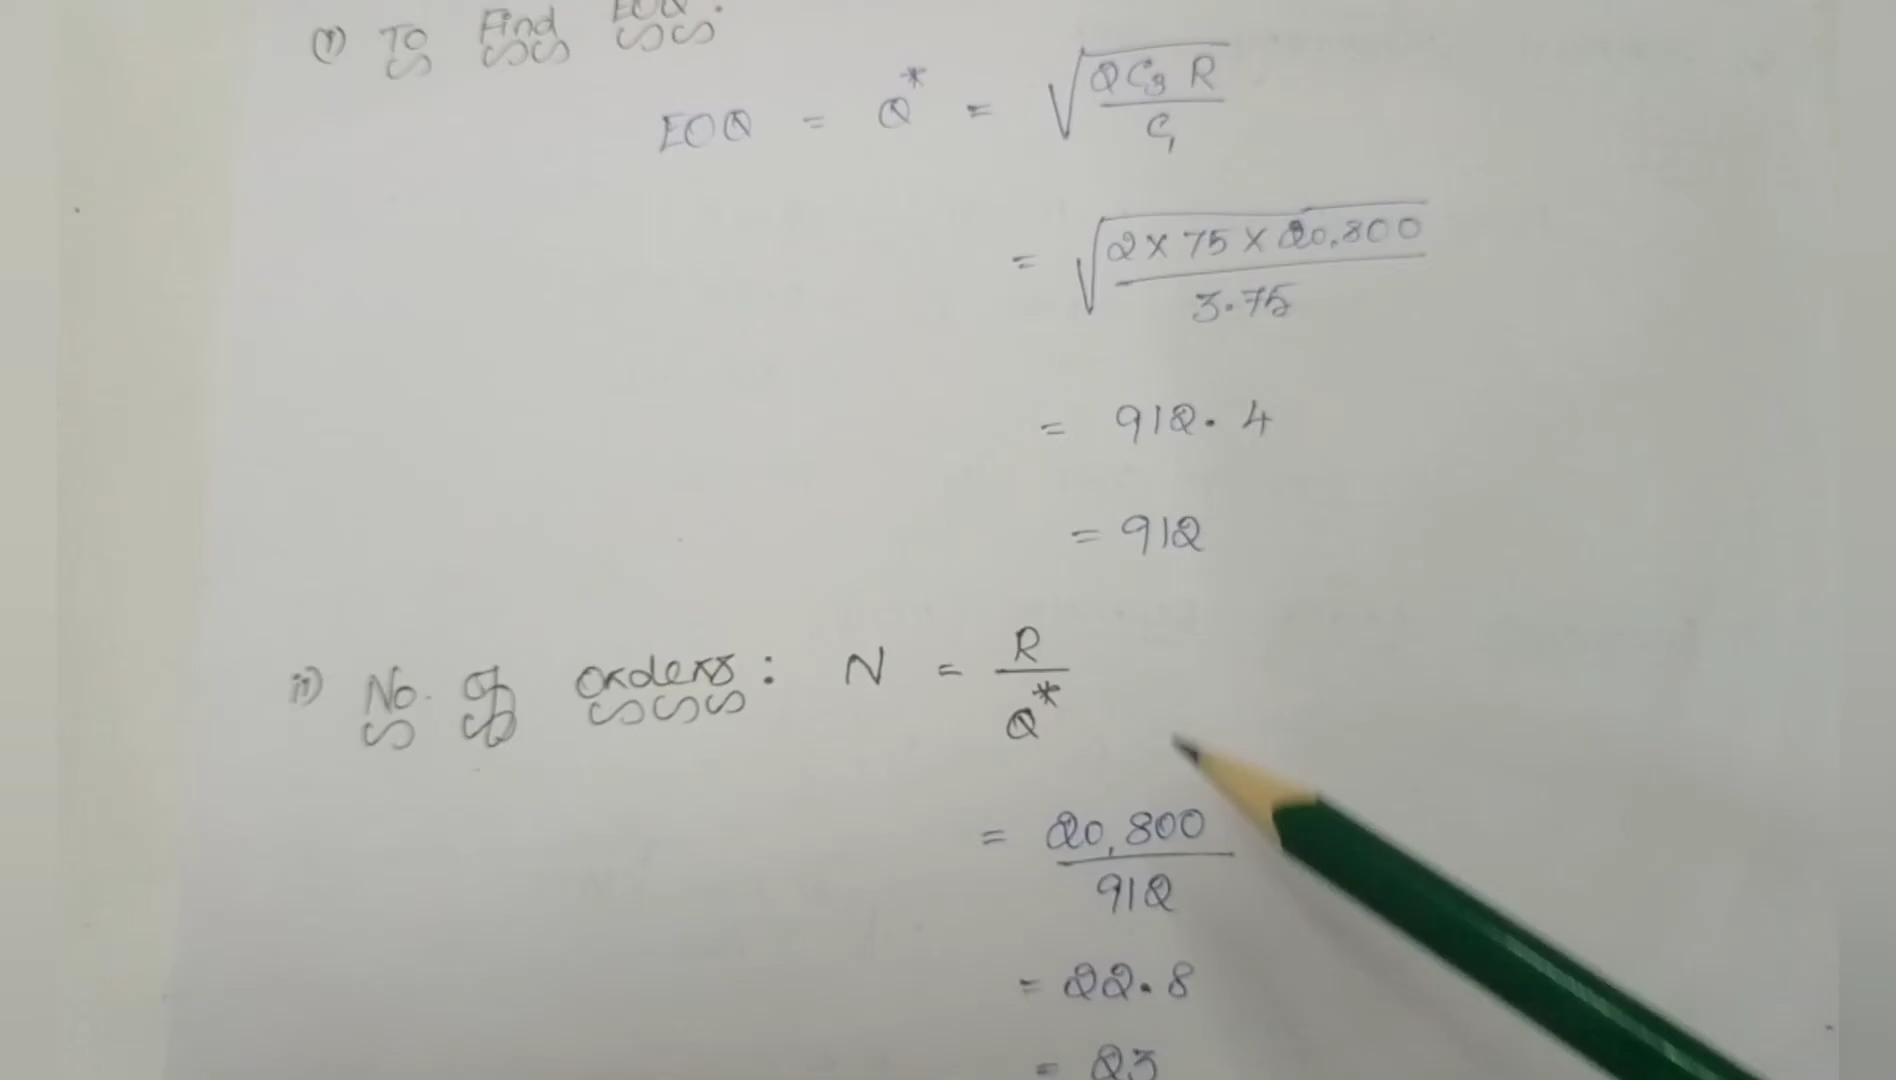 (i) To Find EOQ:
EOQ = Q* = √(2C3 R / C1)
= √(2 x 75 x 20,800 / 3.75)
= 912.4
= 912
ii) No. of orders: N = R / Q*
= 20,800 / 912
= 22.8
= 23